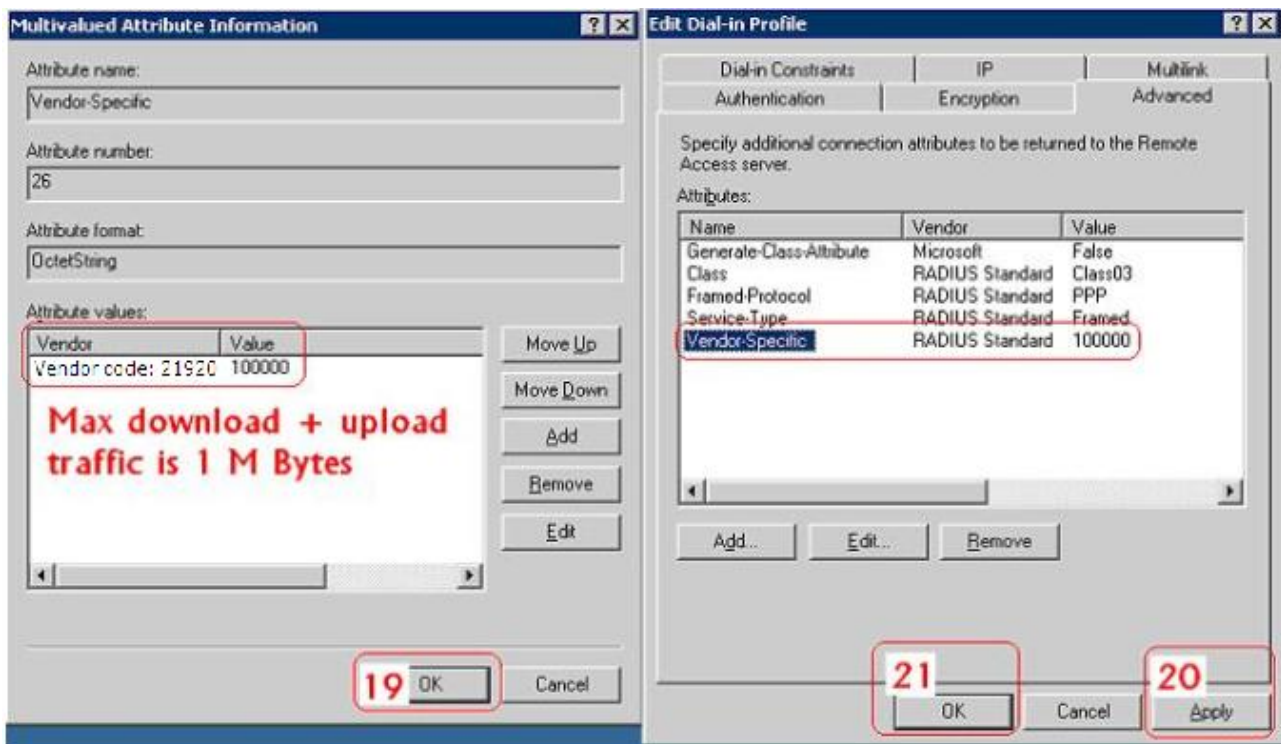 Multivalued Attribute Information
Attribute name:
Vendor-Specific
Attribute number:
26
Attribute format:
OctetString
Attribute values:
Vendor Value
Vendor code: 21920 100000
Max download + upload
traffic is 1 M Bytes
Move Up
Move Down
Add
Remove
Edit
19 OK Cancel
Edit Dial-in Profile
Dial-in Constraints IP Multilink
Authentication Encryption Advanced
Specify additional connection attributes to be returned to the Remote
Access server.
Attributes:
Name Vendor Value
Generate-Class-Attribute Microsoft False
Class RADIUS Standard Class03
Framed-Protocol RADIUS Standard PPP
Service-Type RADIUS Standard Framed
Vendor-Specific RADIUS Standard 100000
Add... Edit... Remove
21 20
OK Cancel Apply